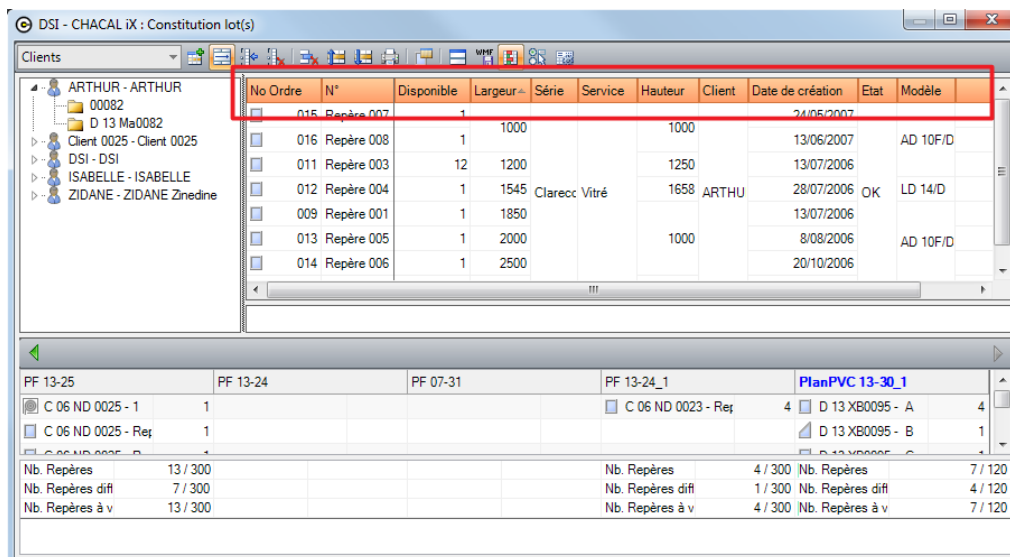 DSI - CHACAL iX : Constitution lot(s)
Clients
WMF
ARTHUR - ARTHUR
00082
D 13 Ma0082
Client 0025 - Client 0025
DSI - DSI
ISABELLE - ISABELLE
ZIDANE - ZIDANE Zinedine
No Ordre N° Disponible Largeur Série Service Hauteur Client Date de création Etat Modèle
015 Repère 007 1 24/05/2007
1000 1000
016 Repère 008 1 13/06/2007 AD 10F/D
011 Repère 003 12 1200 1250 13/07/2006
012 Repère 004 1 1545 Clarecc Vitré 1658 ARTHU 28/07/2006 OK LD 14/D
009 Repère 001 1 1850 13/07/2006
013 Repère 005 1 2000 1000 8/08/2006 AD 10F/D
014 Repère 006 1 2500 20/10/2006
PF 13-25 PF 13-24 PF 07-31 PF 13-24_1 PlanPVC 13-30_1
C 06 ND 0025 - 1 1 C 06 ND 0023 - Rep 4 D 13 XB0095 - A 4
C 06 ND 0025 - Rep 1 D 13 XB0095 - B 1
Nb. Repères 13 / 300 Nb. Repères 4 / 300 Nb. Repères 7 / 120
Nb. Repères diff 7 / 300 Nb. Repères diff 1 / 300 Nb. Repères diff 4 / 120
Nb. Repères à v 13 / 300 Nb. Repères à v 4 / 300 Nb. Repères à v 7 / 120